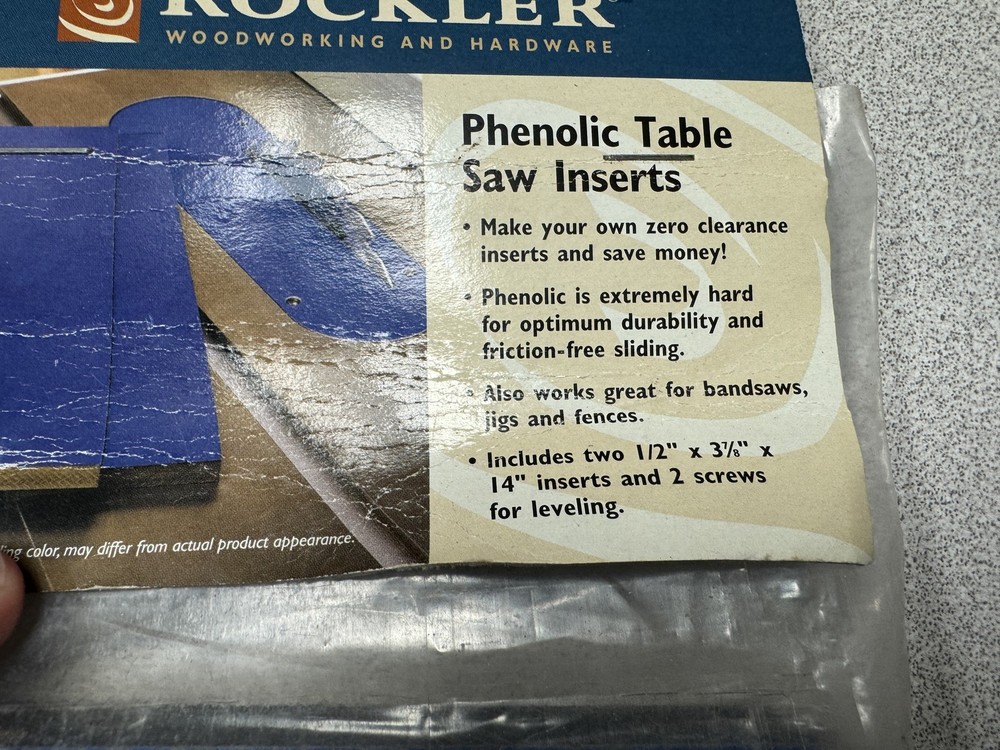 ROCKLER®
WOODWORKING AND HARDWARE
Phenolic Table
Saw Inserts
• Make your own zero clearance
inserts and save money!
• Phenolic is extremely hard
for optimum durability and
friction-free sliding.
• Also works great for bandsaws,
jigs and fences.
• Includes two 1/2" x 3⅞" x
14" inserts and 2 screws
for leveling.
color, may differ from actual product appearance.